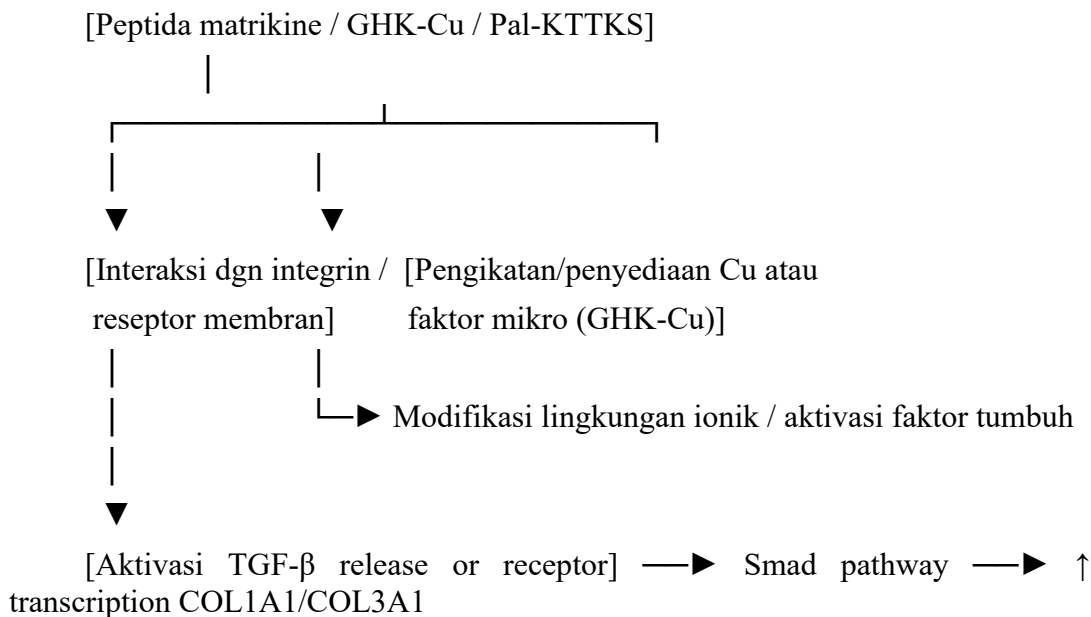 [Peptida matrikine / GHK-Cu / Pal-KTTKS]
[Interaksi dgn integrin / [Pengikatan/penyediaan Cu atau
reseptor membran] faktor mikro (GHK-Cu)]
Modifikasi lingkungan ionik / aktivasi faktor tumbuh
[Aktivasi TGF-β release or receptor] ──► Smad pathway ──► ↑
transcription COL1A1/COL3A1